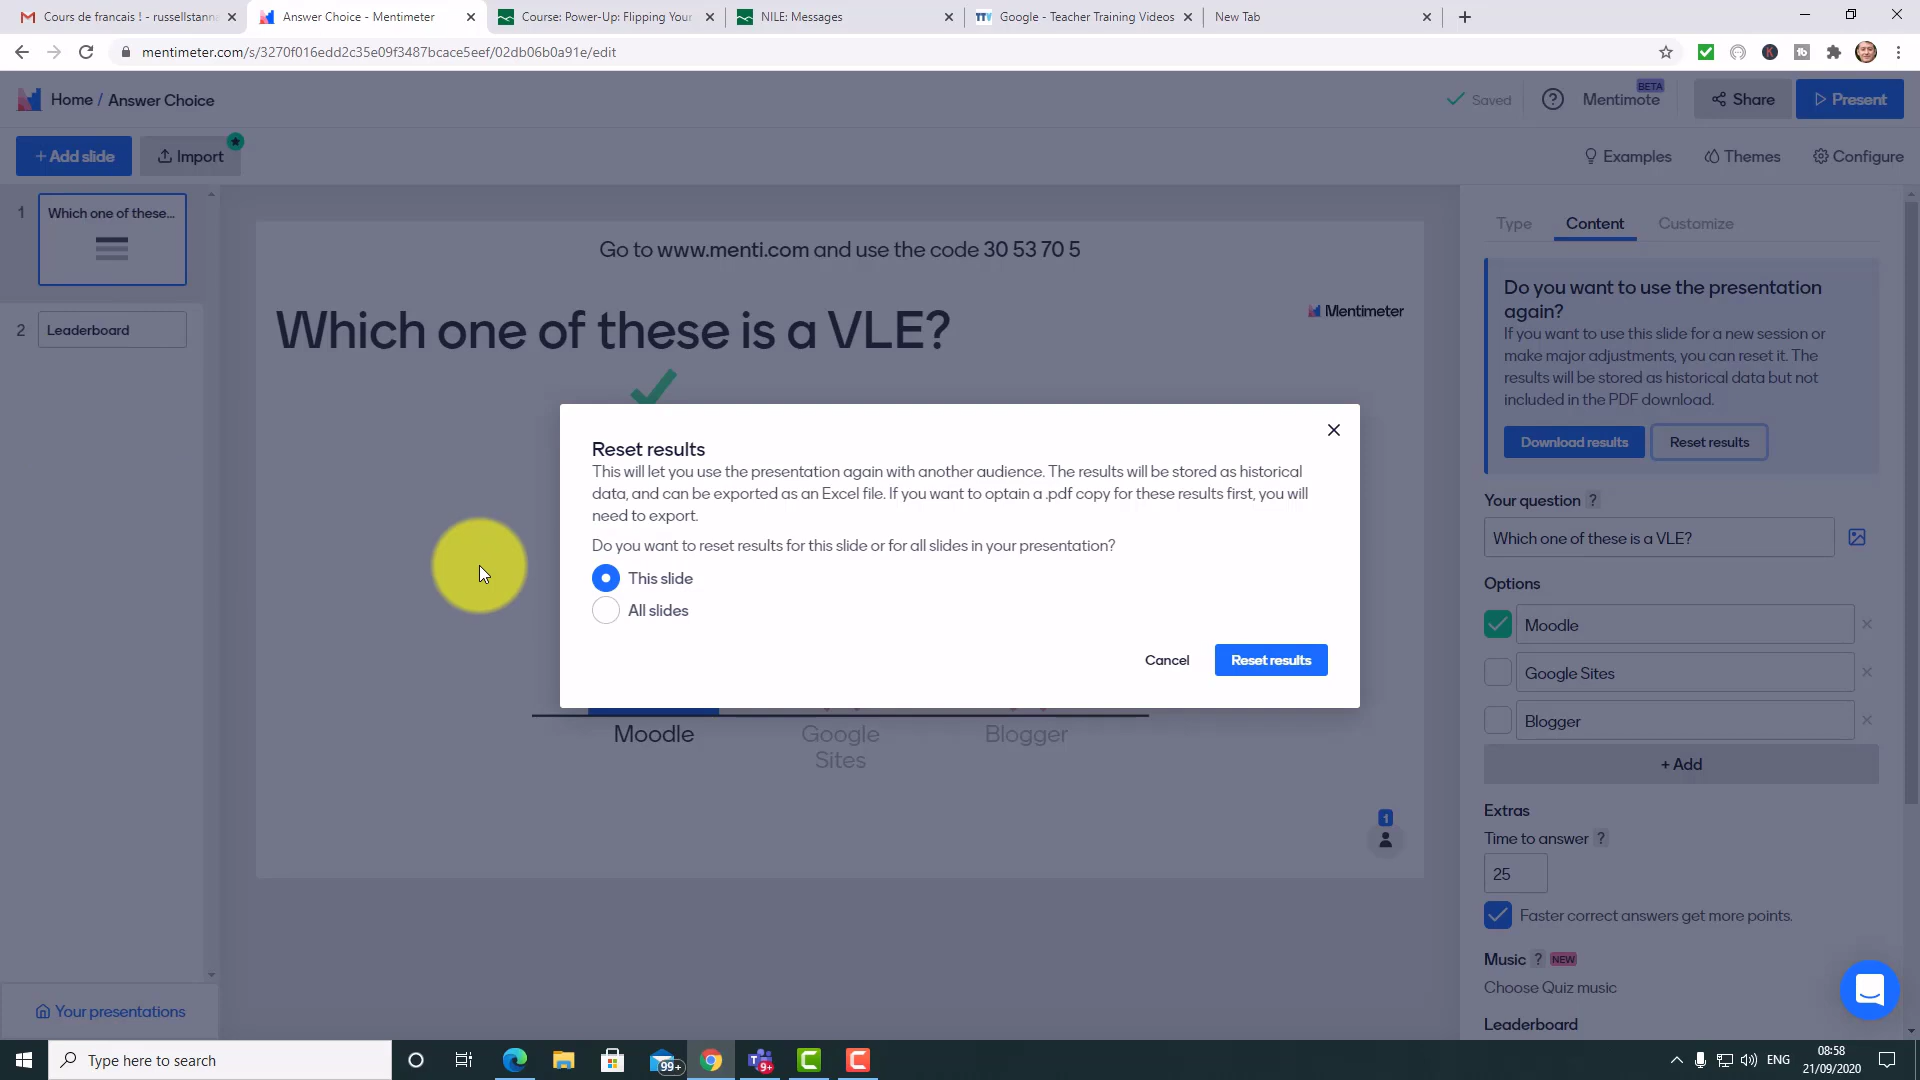 Cours de francais ! - russellstanne
Answer Choice - Mentimeter
Course: Power-Up: Flipping Your
NILE: Messages
Google - Teacher Training Videos
New Tab
mentimeter.com/s/3270f016edd2c35e09f3487bcace5eef/02db06b0a91e/edit
Home / Answer Choice
Saved
Mentimote
BETA
Share
Present
+ Add slide
Import
Examples
Themes
Configure
1
Which one of these...
2
Leaderboard
Your presentations
Go to www.menti.com and use the code 30 53 70 5
Which one of these is a VLE?
Mentimeter
Moodle
Google
Sites
Blogger
1
Reset results
This will let you use the presentation again with another audience. The results will be stored as historical
data, and can be exported as an Excel file. If you want to optain a .pdf copy for these results first, you will
need to export.
Do you want to reset results for this slide or for all slides in your presentation?
This slide
All slides
Cancel
Reset results
Type
Content
Customize
Do you want to use the presentation
again?
If you want to use this slide for a new session or
make major adjustments, you can reset it. The
results will be stored as historical data but not
included in the PDF download.
Download results
Reset results
Your question ?
Which one of these is a VLE?
Options
Moodle
Google Sites
Blogger
+ Add
Extras
Time to answer ?
25
Faster correct answers get more points.
Music ? NEW
Choose Quiz music
Leaderboard
Type here to search
99+
9+
ENG
08:58
21/09/2020